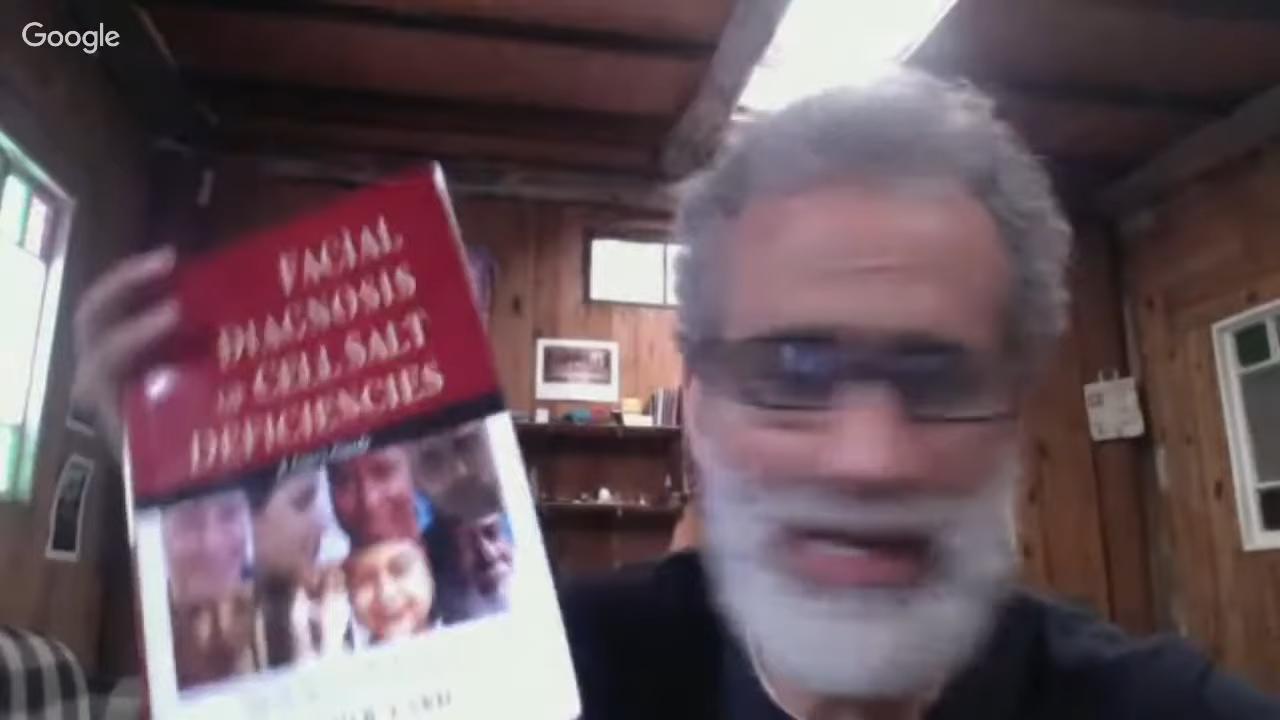 Google
FACIAL
DIAGNOSIS
OF CELL SALT
DEFICIENCIES